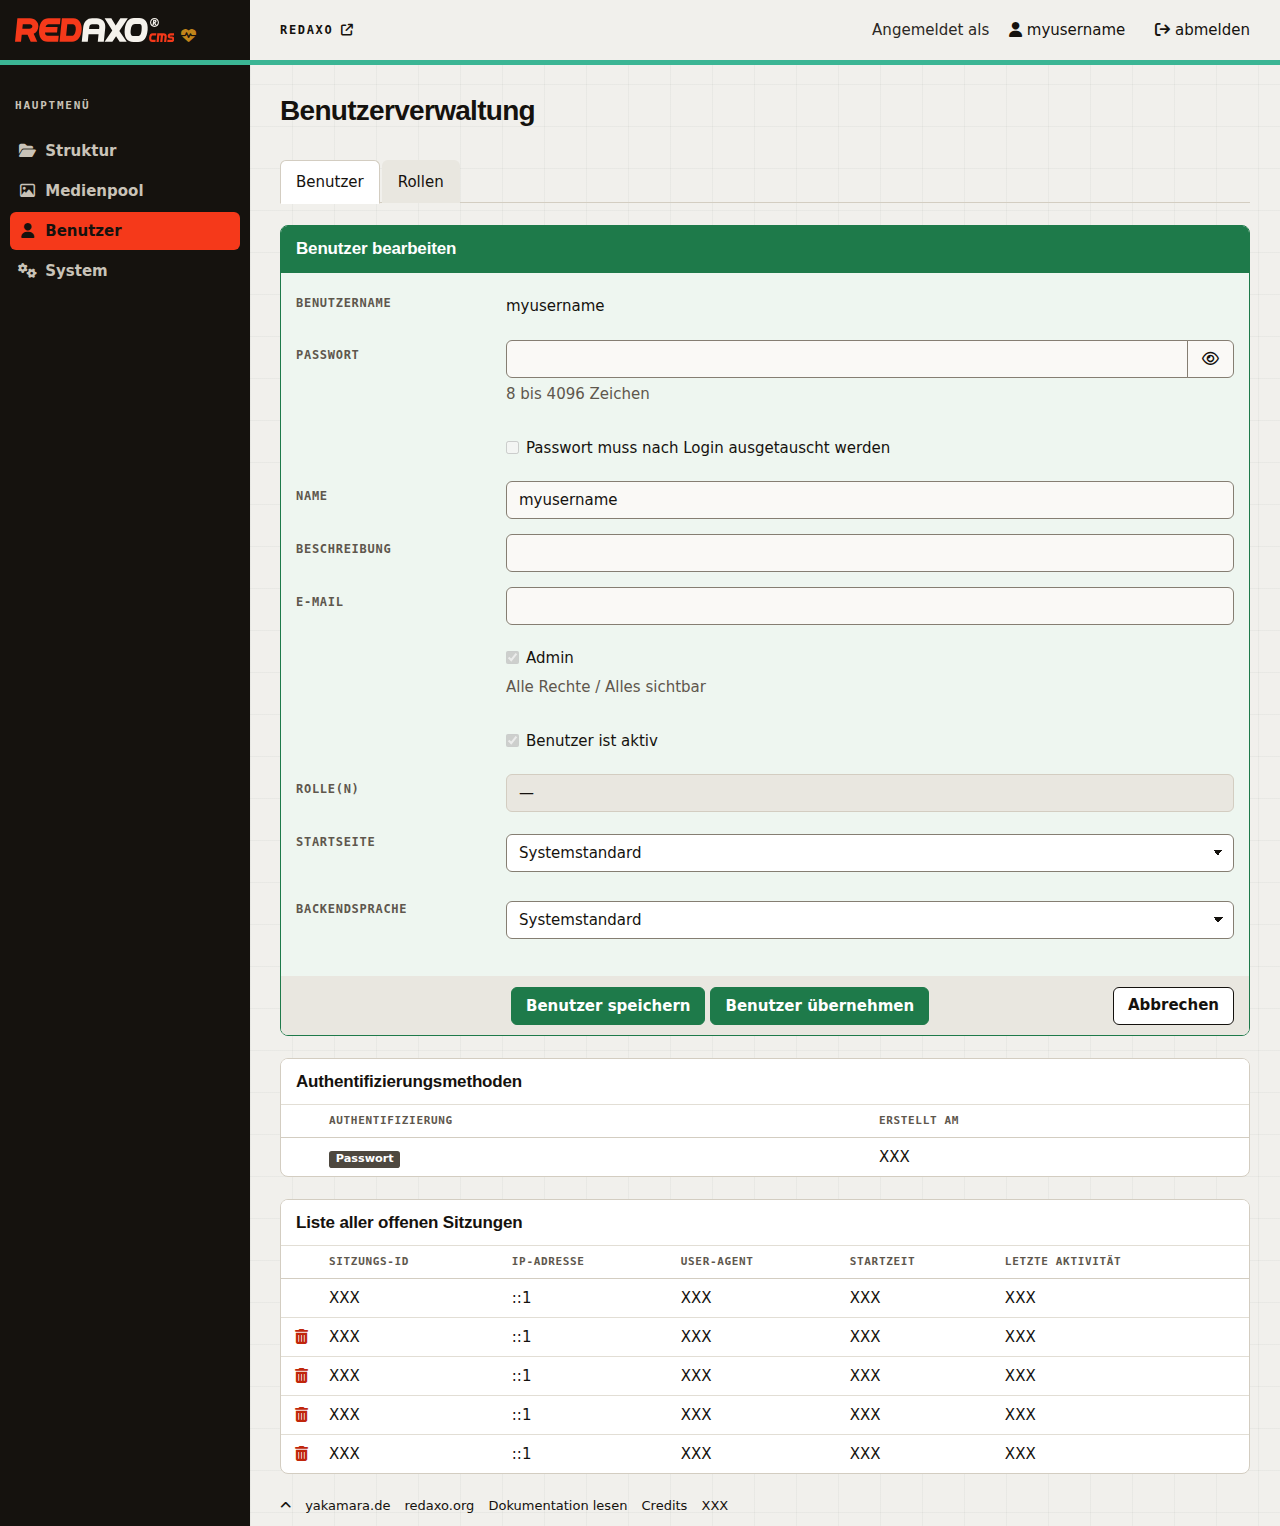 REDAXO® cms
REDAXO
Angemeldet als myusername abmelden
HAUPTMENÜ
Struktur
Medienpool
Benutzer
System
Benutzerverwaltung
Benutzer Rollen
Benutzer bearbeiten
BENUTZERNAME myusername
PASSWORT
8 bis 4096 Zeichen
Passwort muss nach Login ausgetauscht werden
NAME myusername
BESCHREIBUNG
E-MAIL
Admin
Alle Rechte / Alles sichtbar
Benutzer ist aktiv
ROLLE(N) —
STARTSEITE Systemstandard
BACKENDSPRACHE Systemstandard
Benutzer speichern Benutzer übernehmen Abbrechen
Authentifizierungsmethoden
AUTHENTIFIZIERUNG ERSTELLT AM
Passwort XXX
Liste aller offenen Sitzungen
SITZUNGS-ID IP-ADRESSE USER-AGENT STARTZEIT LETZTE AKTIVITÄT
XXX ::1 XXX XXX XXX
XXX ::1 XXX XXX XXX
XXX ::1 XXX XXX XXX
XXX ::1 XXX XXX XXX
XXX ::1 XXX XXX XXX
yakamara.de redaxo.org Dokumentation lesen Credits XXX